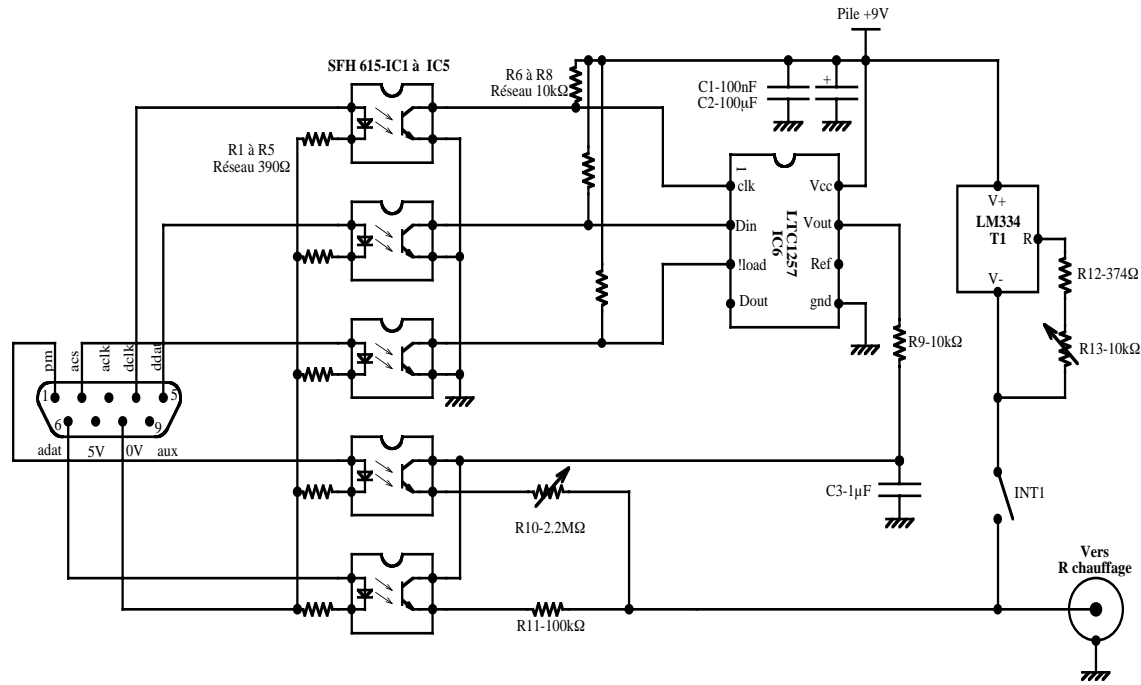 Pile +9V
SFH 615-IC1 à IC5
R6 à R8
Réseau 10kΩ
C1-100nF
C2-100µF
+
R1 à R5
Réseau 390Ω
1
clk
Din
!load
Dout
LTC1257
IC6
Vcc
Vout
Ref
gnd
V+
LM334
T1
R
V-
R12-374Ω
R13-10kΩ
R9-10kΩ
pm
acs
aclk
dclk
ddat
1
5
6
9
adat
5V
0V
aux
R10-2.2MΩ
C3-1µF
INT1
R11-100kΩ
Vers
R chauffage